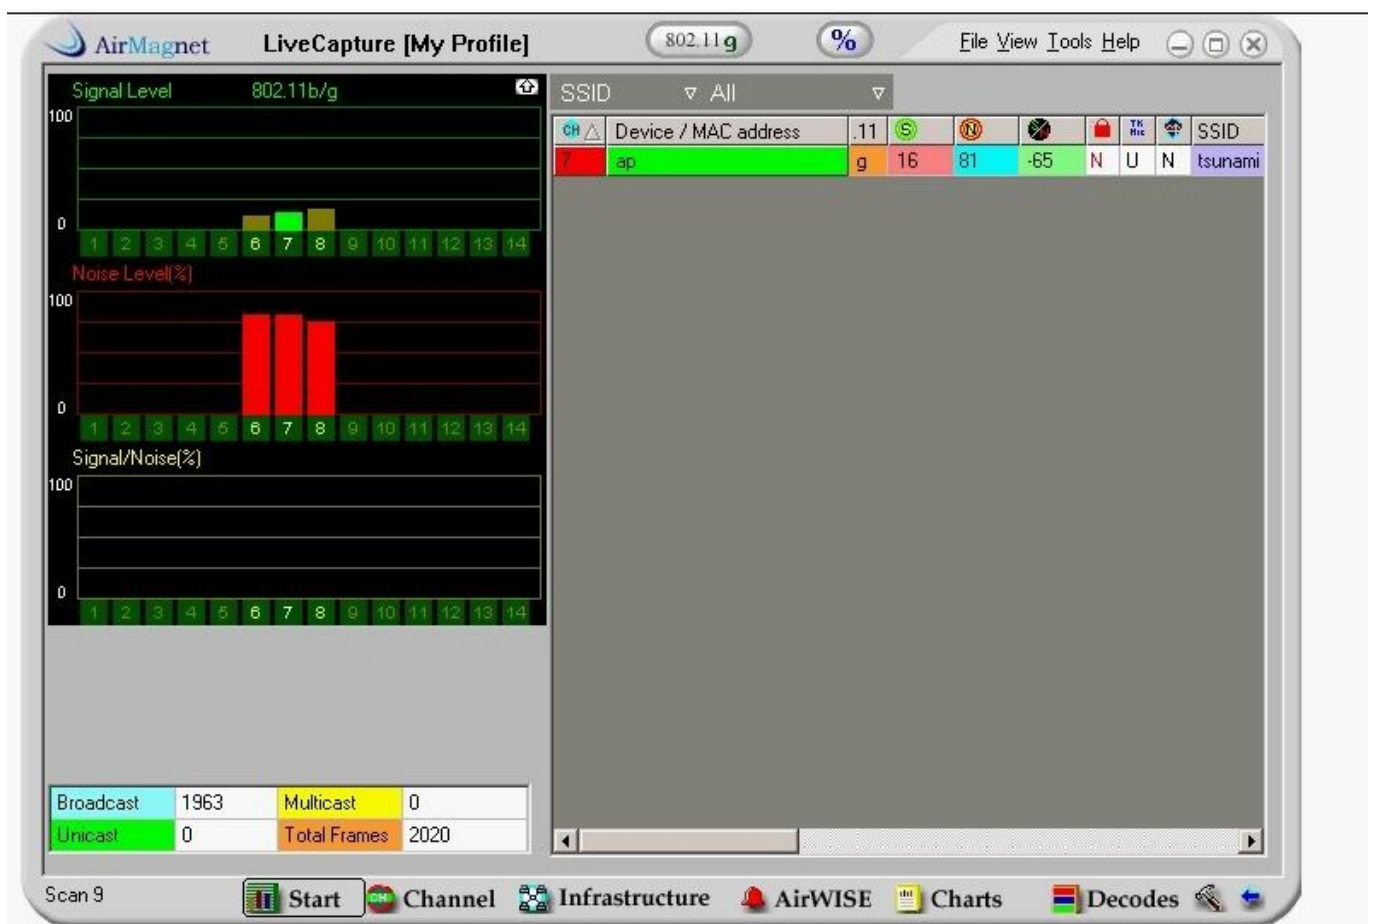 AirMagnet LiveCapture [My Profile] 802.11g % File View Tools Help
Signal Level 802.11b/g
100
0
1 2 3 4 5 6 7 8 9 10 11 12 13 14
Noise Level(%)
100
0
1 2 3 4 5 6 7 8 9 10 11 12 13 14
Signal/Noise(%)
100
0
1 2 3 4 5 6 7 8 9 10 11 12 13 14
SSID All
CH Device / MAC address .11 S N SSID
7 ap g 16 81 -65 N U N tsunami
Broadcast 1963 Multicast 0
Unicast 0 Total Frames 2020
Scan 9 Start CH Channel Infrastructure AirWISE Charts Decodes